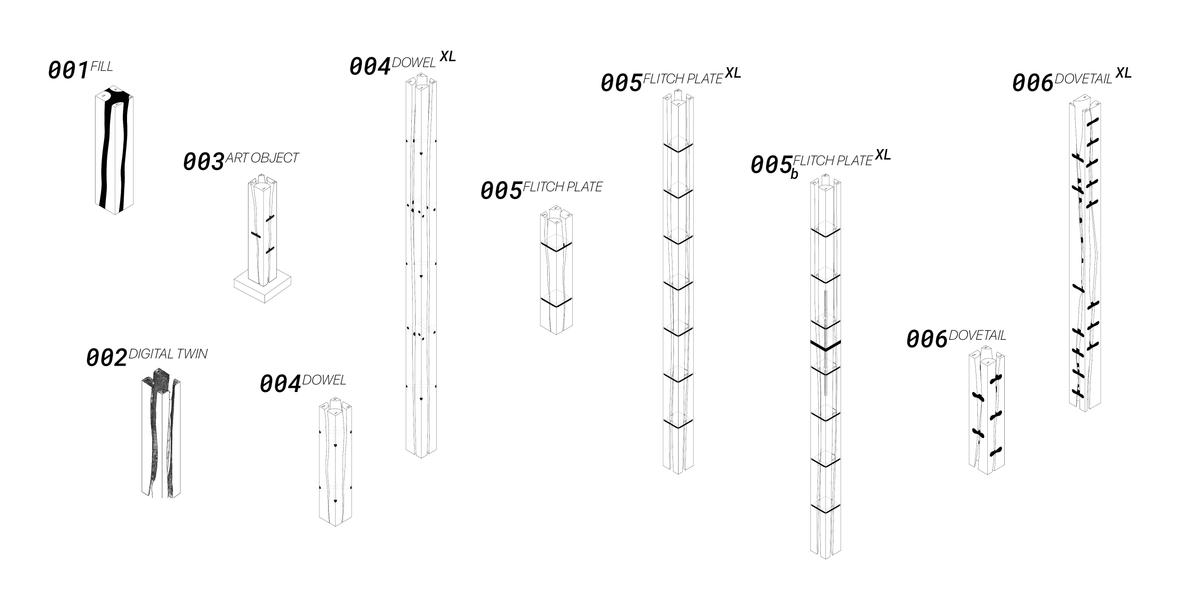 001 FILL
002 DIGITAL TWIN
003 ART OBJECT
004 DOWEL XL
004 DOWEL
005 FLITCH PLATE
005 FLITCH PLATE XL
005b FLITCH PLATE XL
006 DOVETAIL
006 DOVETAIL XL